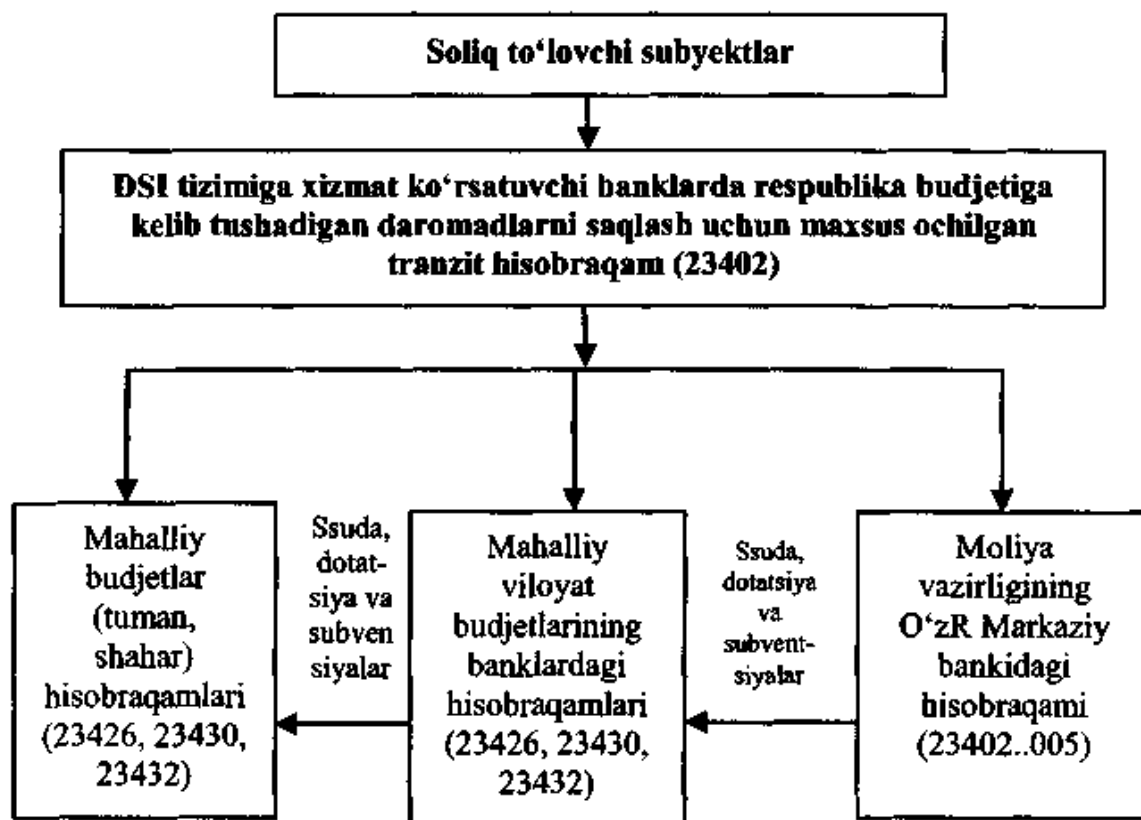 Soliq to‘lovchi subyektlar
DSI tizimiga xizmat ko‘rsatuvchi banklarda respublika budjetiga
kelib tushadigan daromadlarni saqlash uchun maxsus ochilgan
tranzit hisobraqam (23402)
Mahalliy
budjetlar
(tuman,
shahar)
hisobraqamlari
(23426, 23430,
23432)
Ssuda,
dotat-
siya va
subven
siyalar
Mahalliy
viloyat
budjetlarining
banklardagi
hisobraqamlari
(23426, 23430,
23432)
Ssuda,
dotatsiya
va
subvent-
siyalar
Moliya
vazirligining
O‘zR Markaziy
bankidagi
hisobraqami
(23402..005)